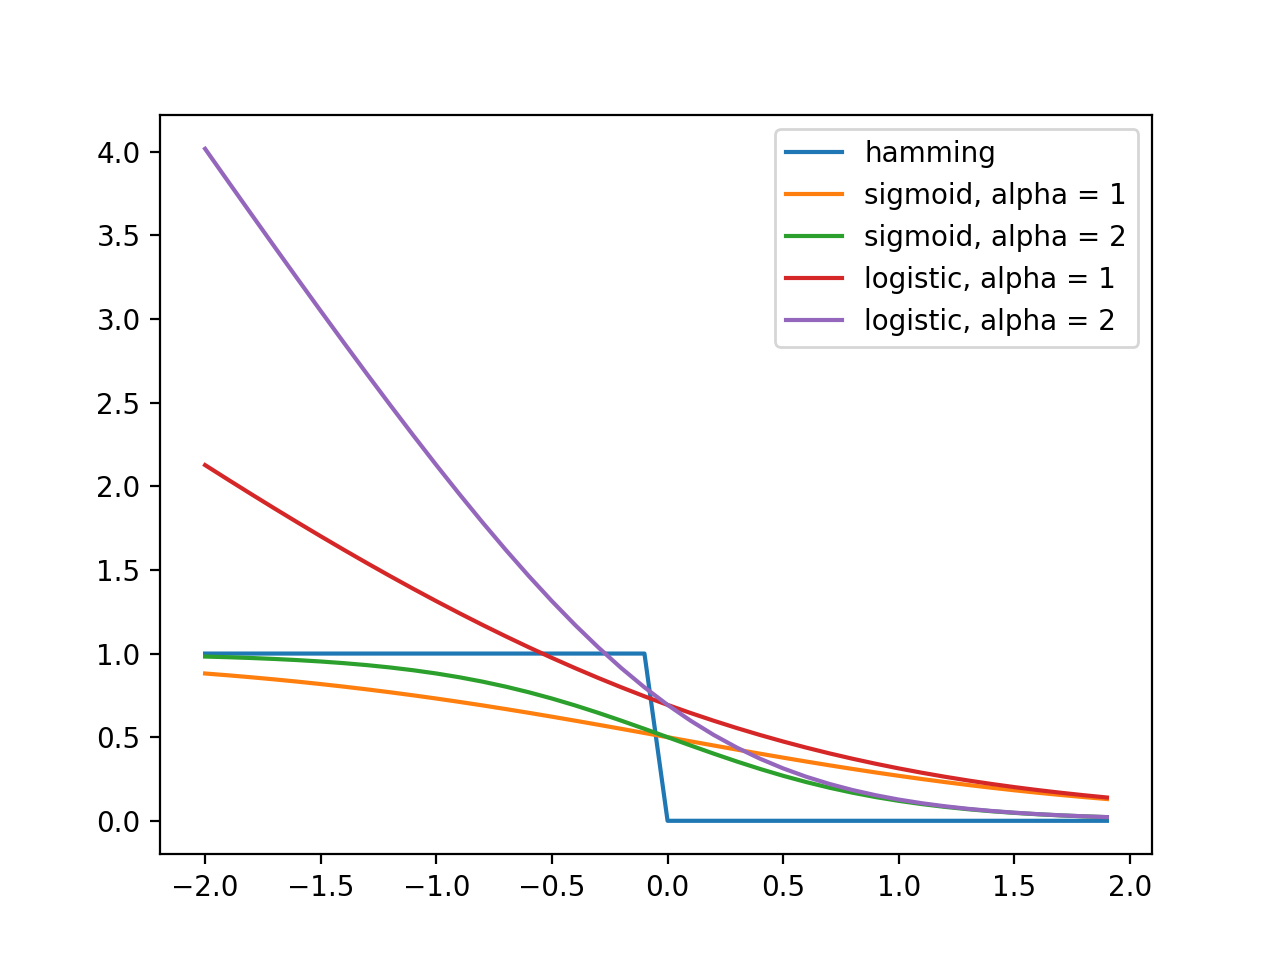 4.0
3.5
3.0
2.5
2.0
1.5
1.0
0.5
0.0
−2.0 −1.5 −1.0 −0.5 0.0 0.5 1.0 1.5 2.0
hamming
sigmoid, alpha = 1
sigmoid, alpha = 2
logistic, alpha = 1
logistic, alpha = 2